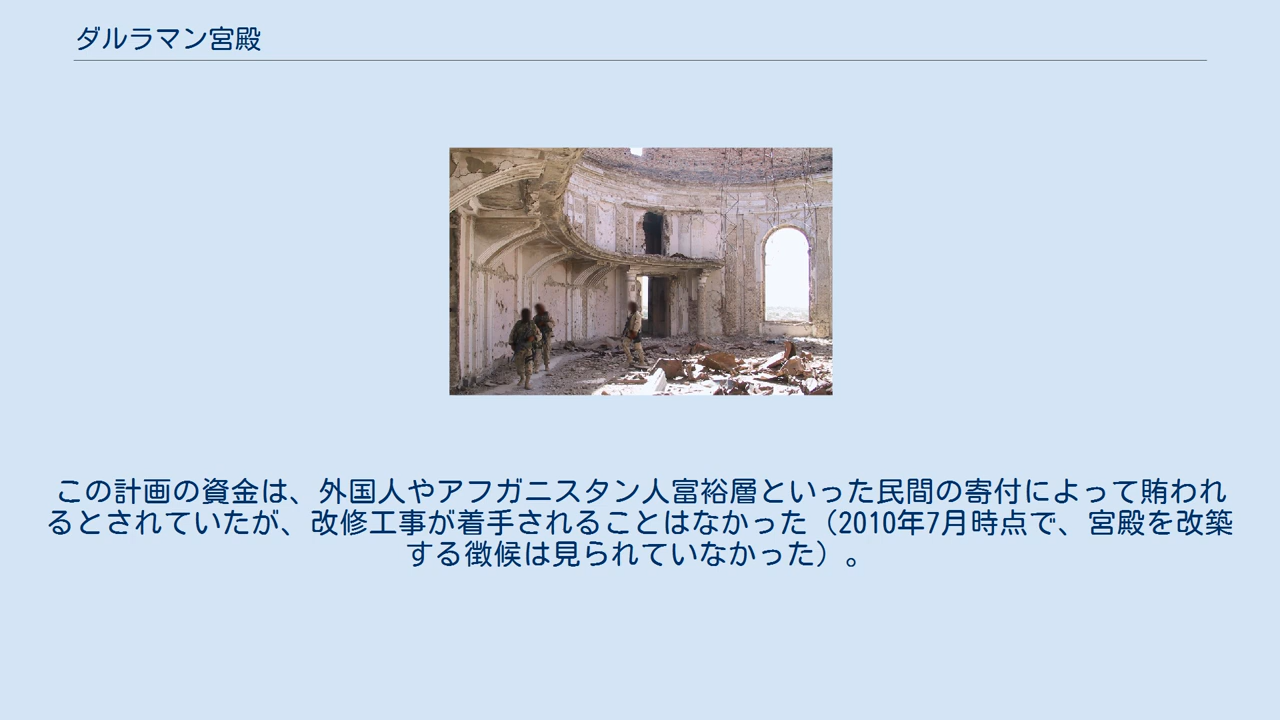 ダルラマン宮殿
この計画の資金は、外国人やアフガニスタン人富裕層といった民間の寄付によって賄われ
るとされていたが、改修工事が着手されることはなかった（2010年7月時点で、宮殿を改築
する徴候は見られていなかった）。